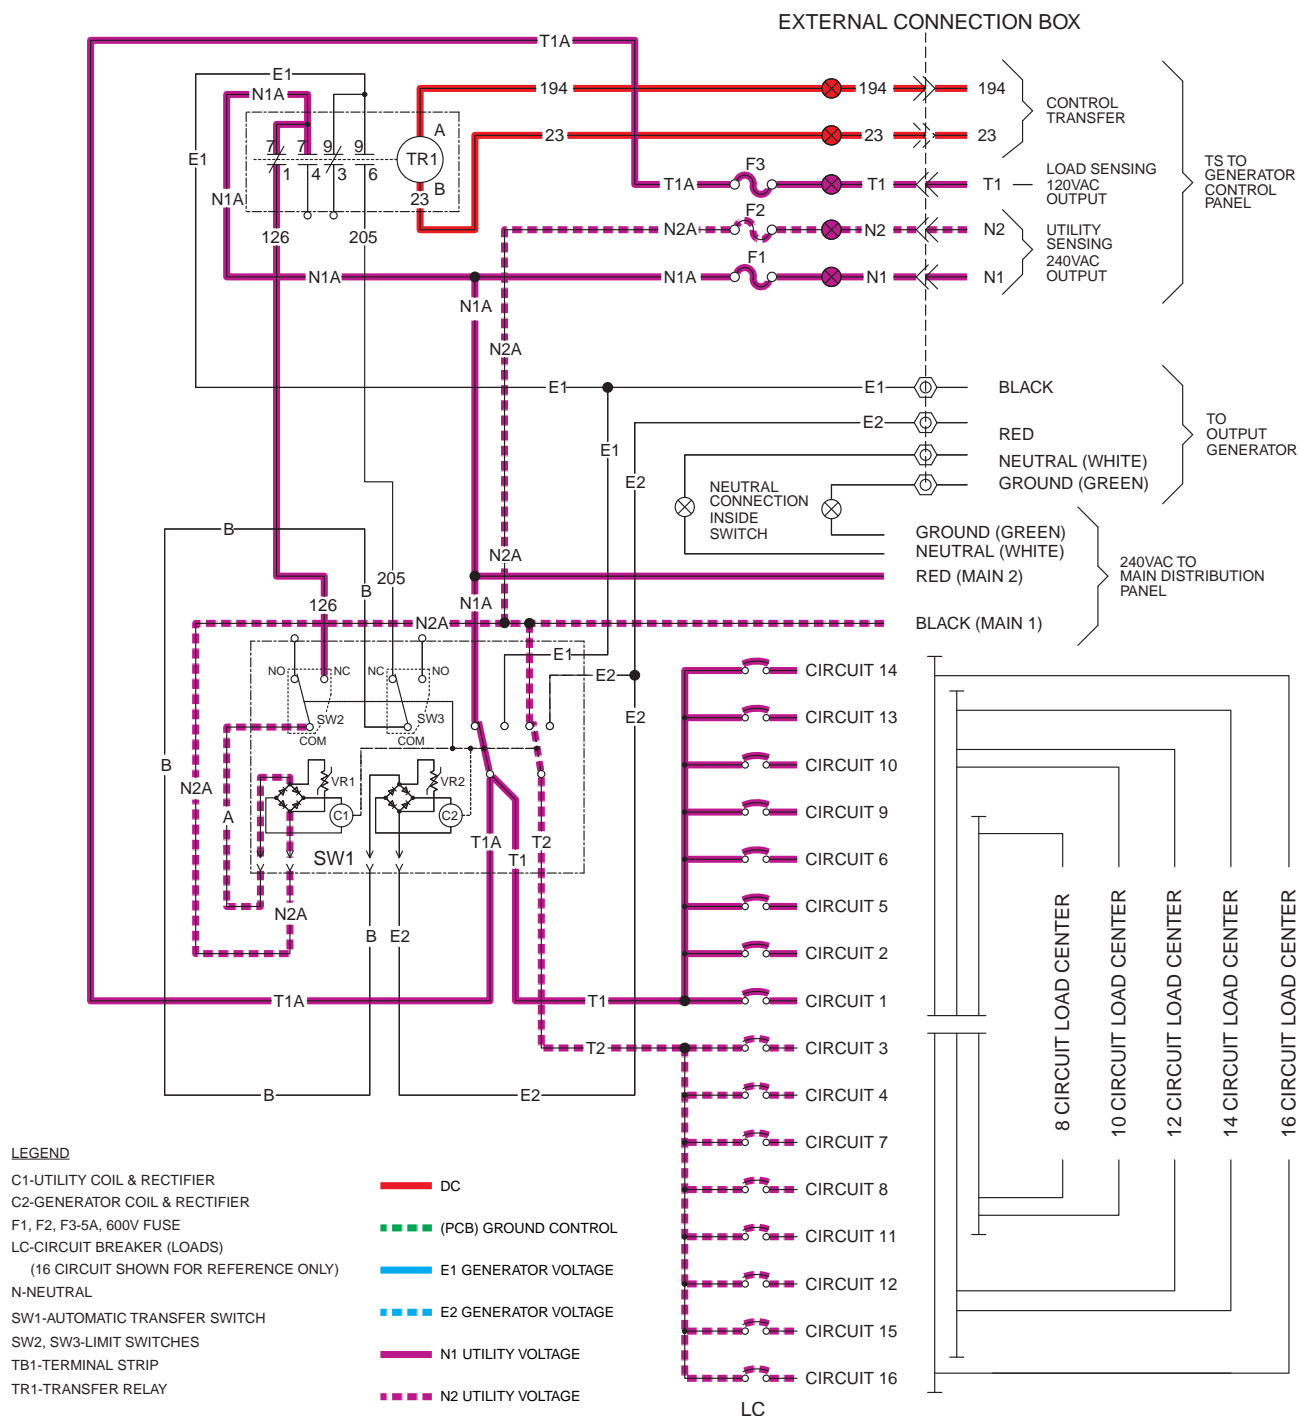 EXTERNAL CONNECTION BOX
T1A
E1
194
194
194
CONTROL
TRANSFER
N1A
A
23
23
23
E1
7
7
9
9
TR1
TS TO
GENERATOR
CONTROL
PANEL
1
4
3
6
B
23
F3
T1A
T1
T1
LOAD SENSING
120VAC
OUTPUT
N1A
F2
N2A
N2
N2
UTILITY
SENSING
240VAC
OUTPUT
126
205
F1
N1A
N1A
N1
N1
N1A
N2A
E1
E1
BLACK
E2
RED
TO
OUTPUT
GENERATOR
E1
NEUTRAL (WHITE)
E2
GROUND (GREEN)
NEUTRAL
CONNECTION
INSIDE
SWITCH
B
GROUND (GREEN)
NEUTRAL (WHITE)
N2A
205
RED (MAIN 2)
240VAC TO
MAIN DISTRIBUTION
PANEL
B
126
N1A
N2A
BLACK (MAIN 1)
E1
NO
NC
NC
NO
E2
CIRCUIT 14
SW2
SW3
E2
CIRCUIT 13
COM
COM
B
CIRCUIT 10
N2A
VR1
VR2
A
C1
C2
CIRCUIT 9
T1A
T2
SW1
T1
CIRCUIT 6
N2A
CIRCUIT 5
B
E2
CIRCUIT 2
T1A
T1
CIRCUIT 1
T2
CIRCUIT 3
B
E2
CIRCUIT 4
CIRCUIT 7
CIRCUIT 8
CIRCUIT 11
CIRCUIT 12
CIRCUIT 15
CIRCUIT 16
LC
8 CIRCUIT LOAD CENTER
10 CIRCUIT LOAD CENTER
12 CIRCUIT LOAD CENTER
14 CIRCUIT LOAD CENTER
16 CIRCUIT LOAD CENTER
LEGEND
C1-UTILITY COIL & RECTIFIER
C2-GENERATOR COIL & RECTIFIER
F1, F2, F3-5A, 600V FUSE
LC-CIRCUIT BREAKER (LOADS)
(16 CIRCUIT SHOWN FOR REFERENCE ONLY)
N-NEUTRAL
SW1-AUTOMATIC TRANSFER SWITCH
SW2, SW3-LIMIT SWITCHES
TB1-TERMINAL STRIP
TR1-TRANSFER RELAY
DC
(PCB) GROUND CONTROL
E1 GENERATOR VOLTAGE
E2 GENERATOR VOLTAGE
N1 UTILITY VOLTAGE
N2 UTILITY VOLTAGE